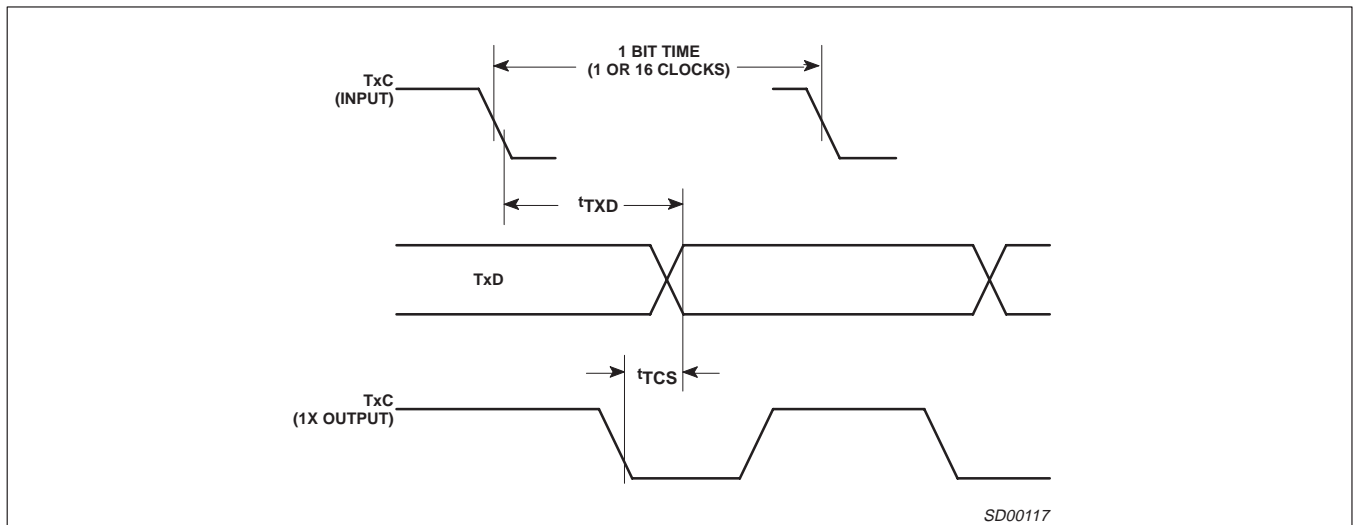 1 BIT TIME
(1 OR 16 CLOCKS)
TxC
(INPUT)
tTXD
TxD
tTCS
TxC
(1X OUTPUT)
SD00117